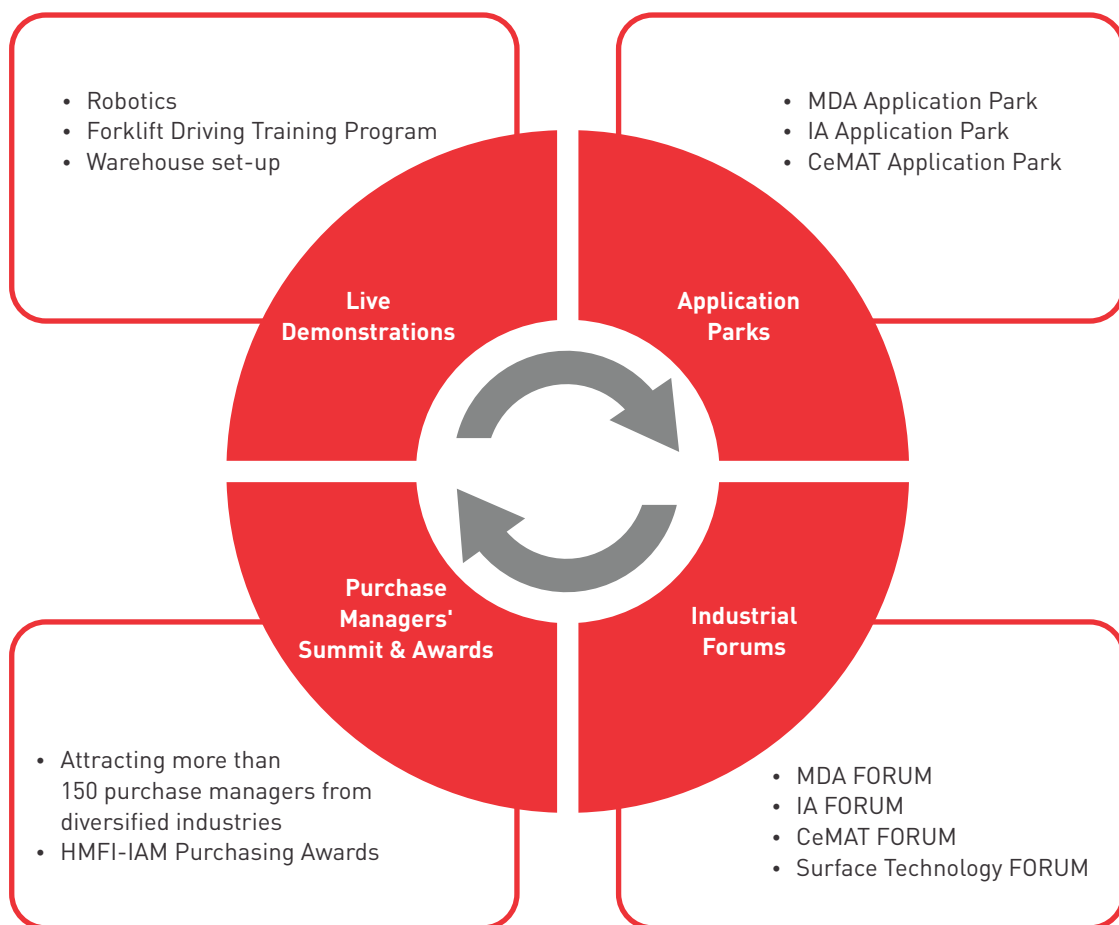 • Robotics
• Forklift Driving Training Program
• Warehouse set-up
• MDA Application Park
• IA Application Park
• CeMAT Application Park
Live
Demonstrations
Application
Parks
Purchase
Managers'
Summit & Awards
Industrial
Forums
• Attracting more than
150 purchase managers from
diversified industries
• HMFI-IAM Purchasing Awards
• MDA FORUM
• IA FORUM
• CeMAT FORUM
• Surface Technology FORUM